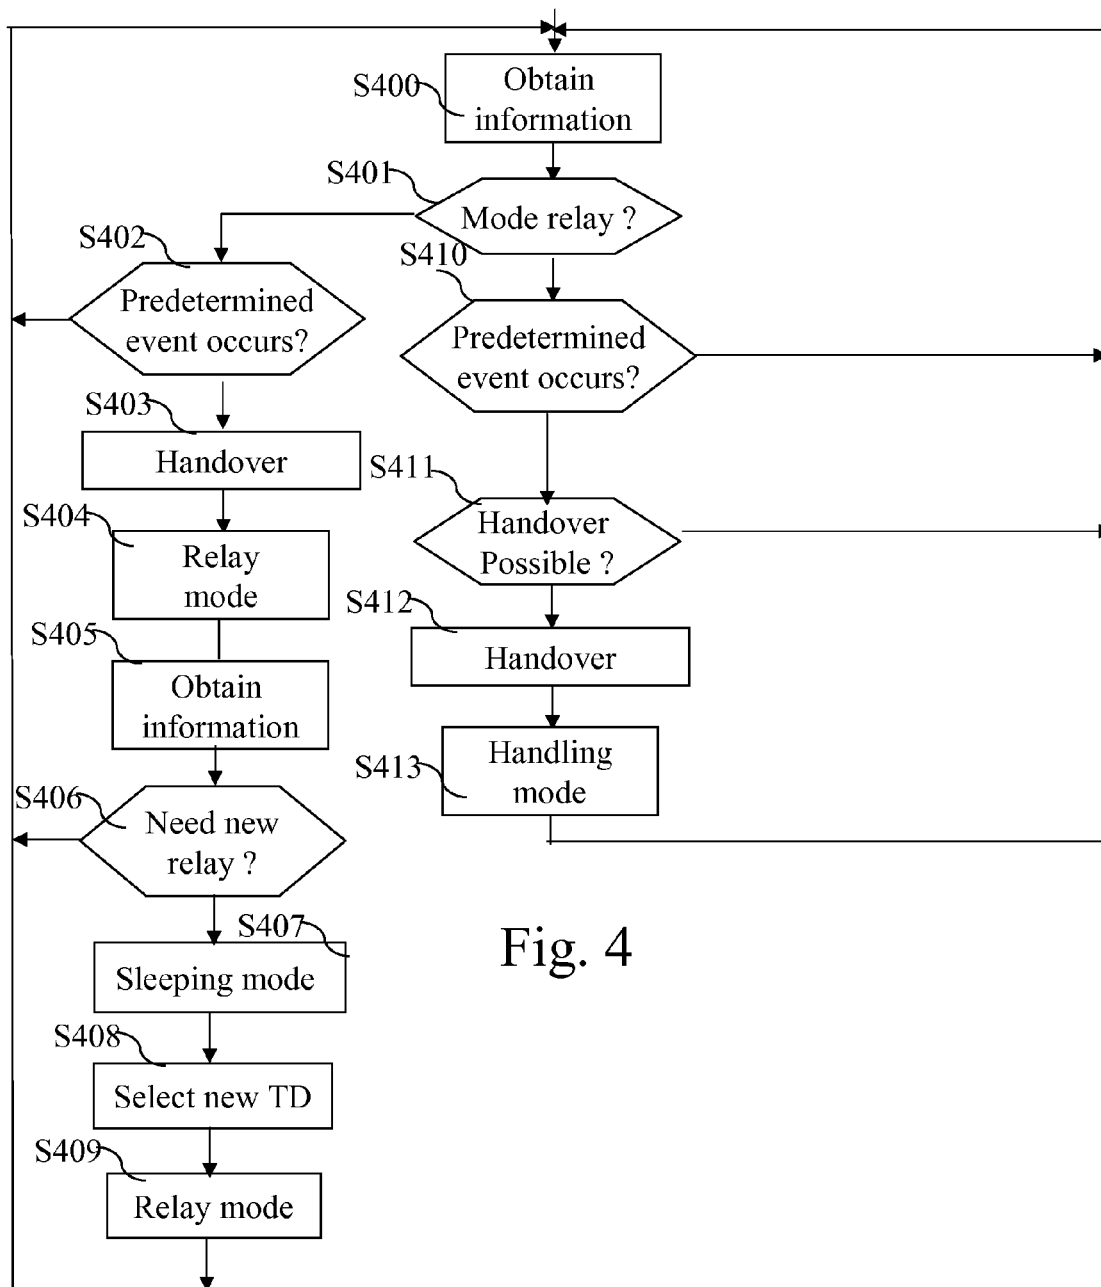 S400
Obtain
information
S401
Mode relay ?
S402
Predetermined
event occurs?
S403
Handover
S404
Relay
mode
S405
Obtain
information
S406
Need new
relay ?
S407
Sleeping mode
S408
Select new TD
S409
Relay mode
S410
Predetermined
event occurs?
S411
Handover
Possible ?
S412
Handover
S413
Handling
mode
Fig. 4